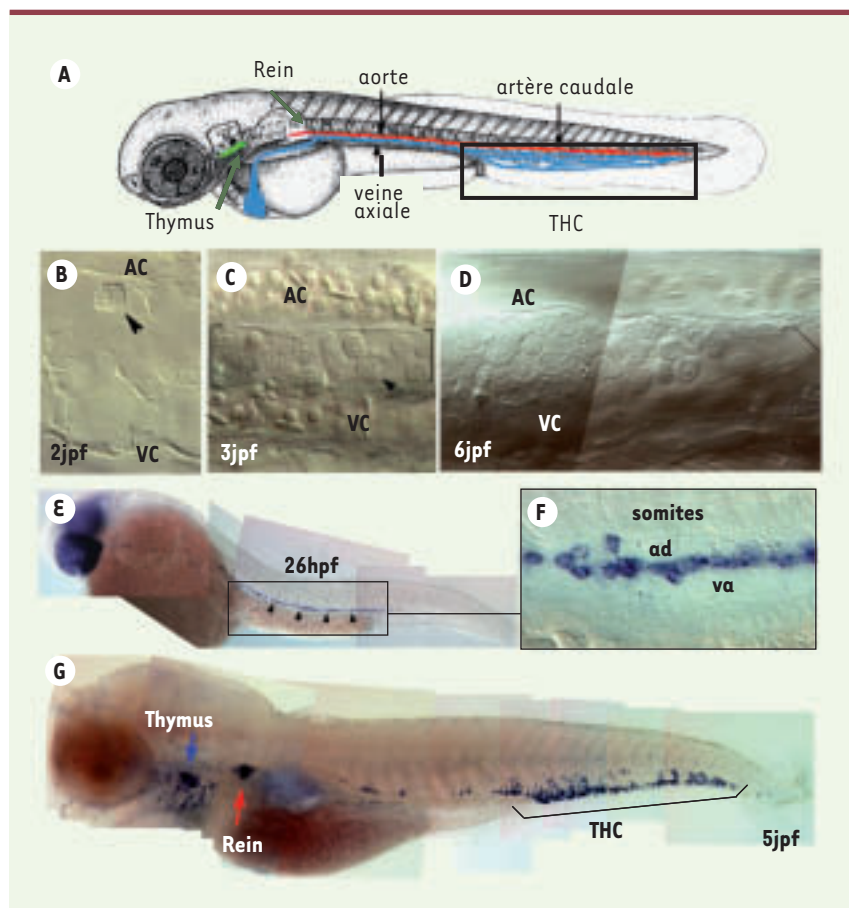 A
Rein
aorte
artère caudale
Thymus
veine
axiale
THC
B
AC
2jpf
VC
C
AC
VC
3jpf
D
AC
VC
6jpf
E
26hpf
F
somites
ad
va
G
Thymus
Rein
THC
5jpf